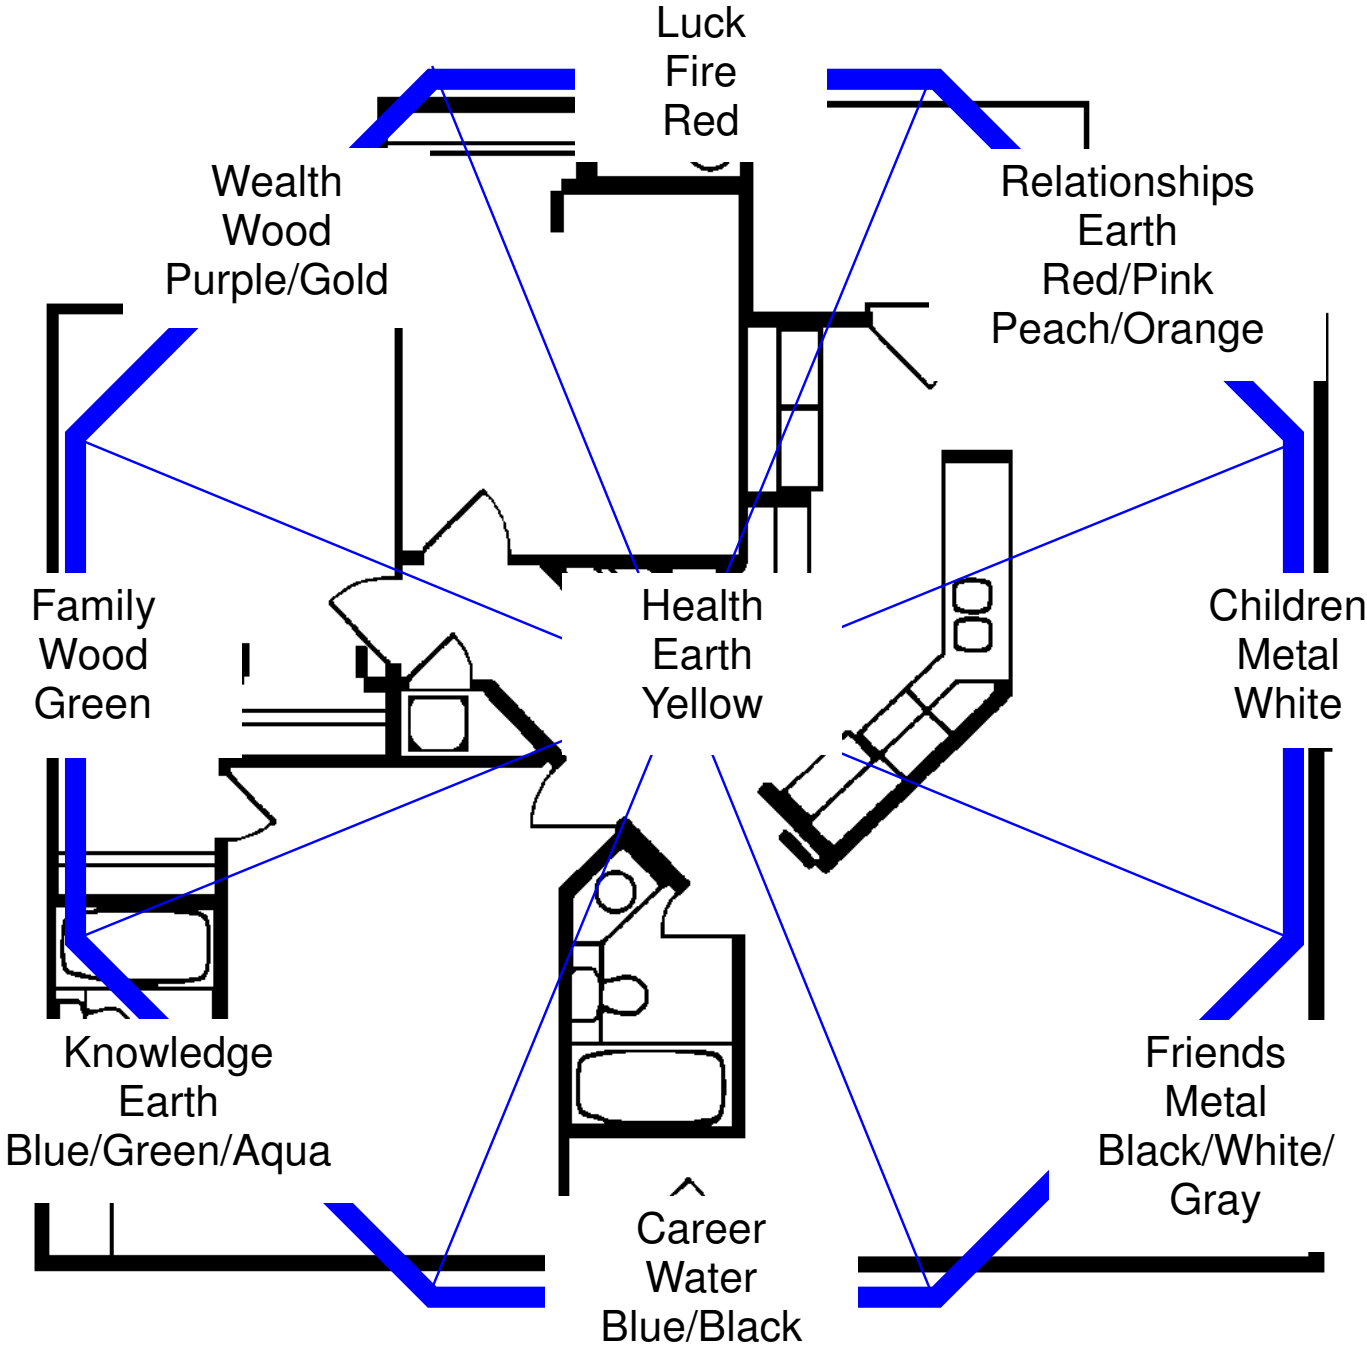 Luck
Fire
Red
Wealth
Wood
Purple/Gold
Relationships
Earth
Red/Pink
Peach/Orange
Family
Wood
Green
Health
Earth
Yellow
Children
Metal
White
Knowledge
Earth
Blue/Green/Aqua
Career
Water
Blue/Black
Friends
Metal
Black/White/
Gray